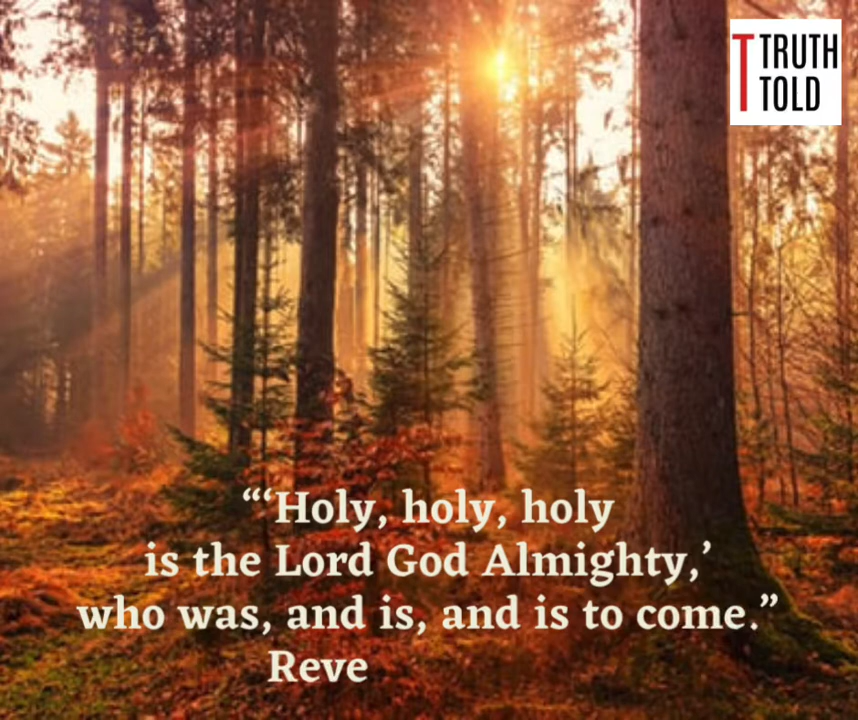 TRUTH
TOLD
“‘Holy, holy, holy
is the Lord God Almighty,’
who was, and is, and is to come.”
Reve